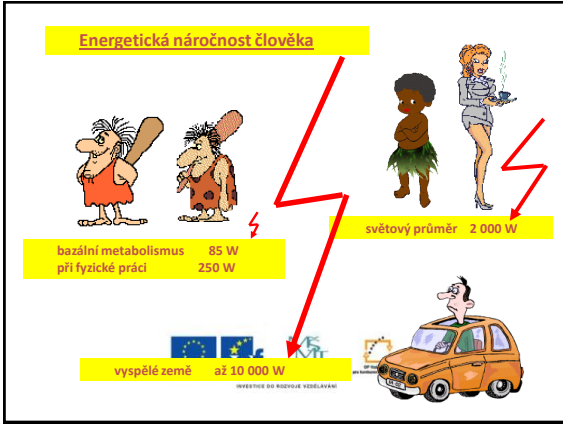 Energetická náročnost člověka
světový průměr 2 000 W
bazální metabolismus 85 W
při fyzické práci 250 W
vyspělé země až 10 000 W
INVESTICE DO ROZVOJE VZDĚLÁVÁNÍ